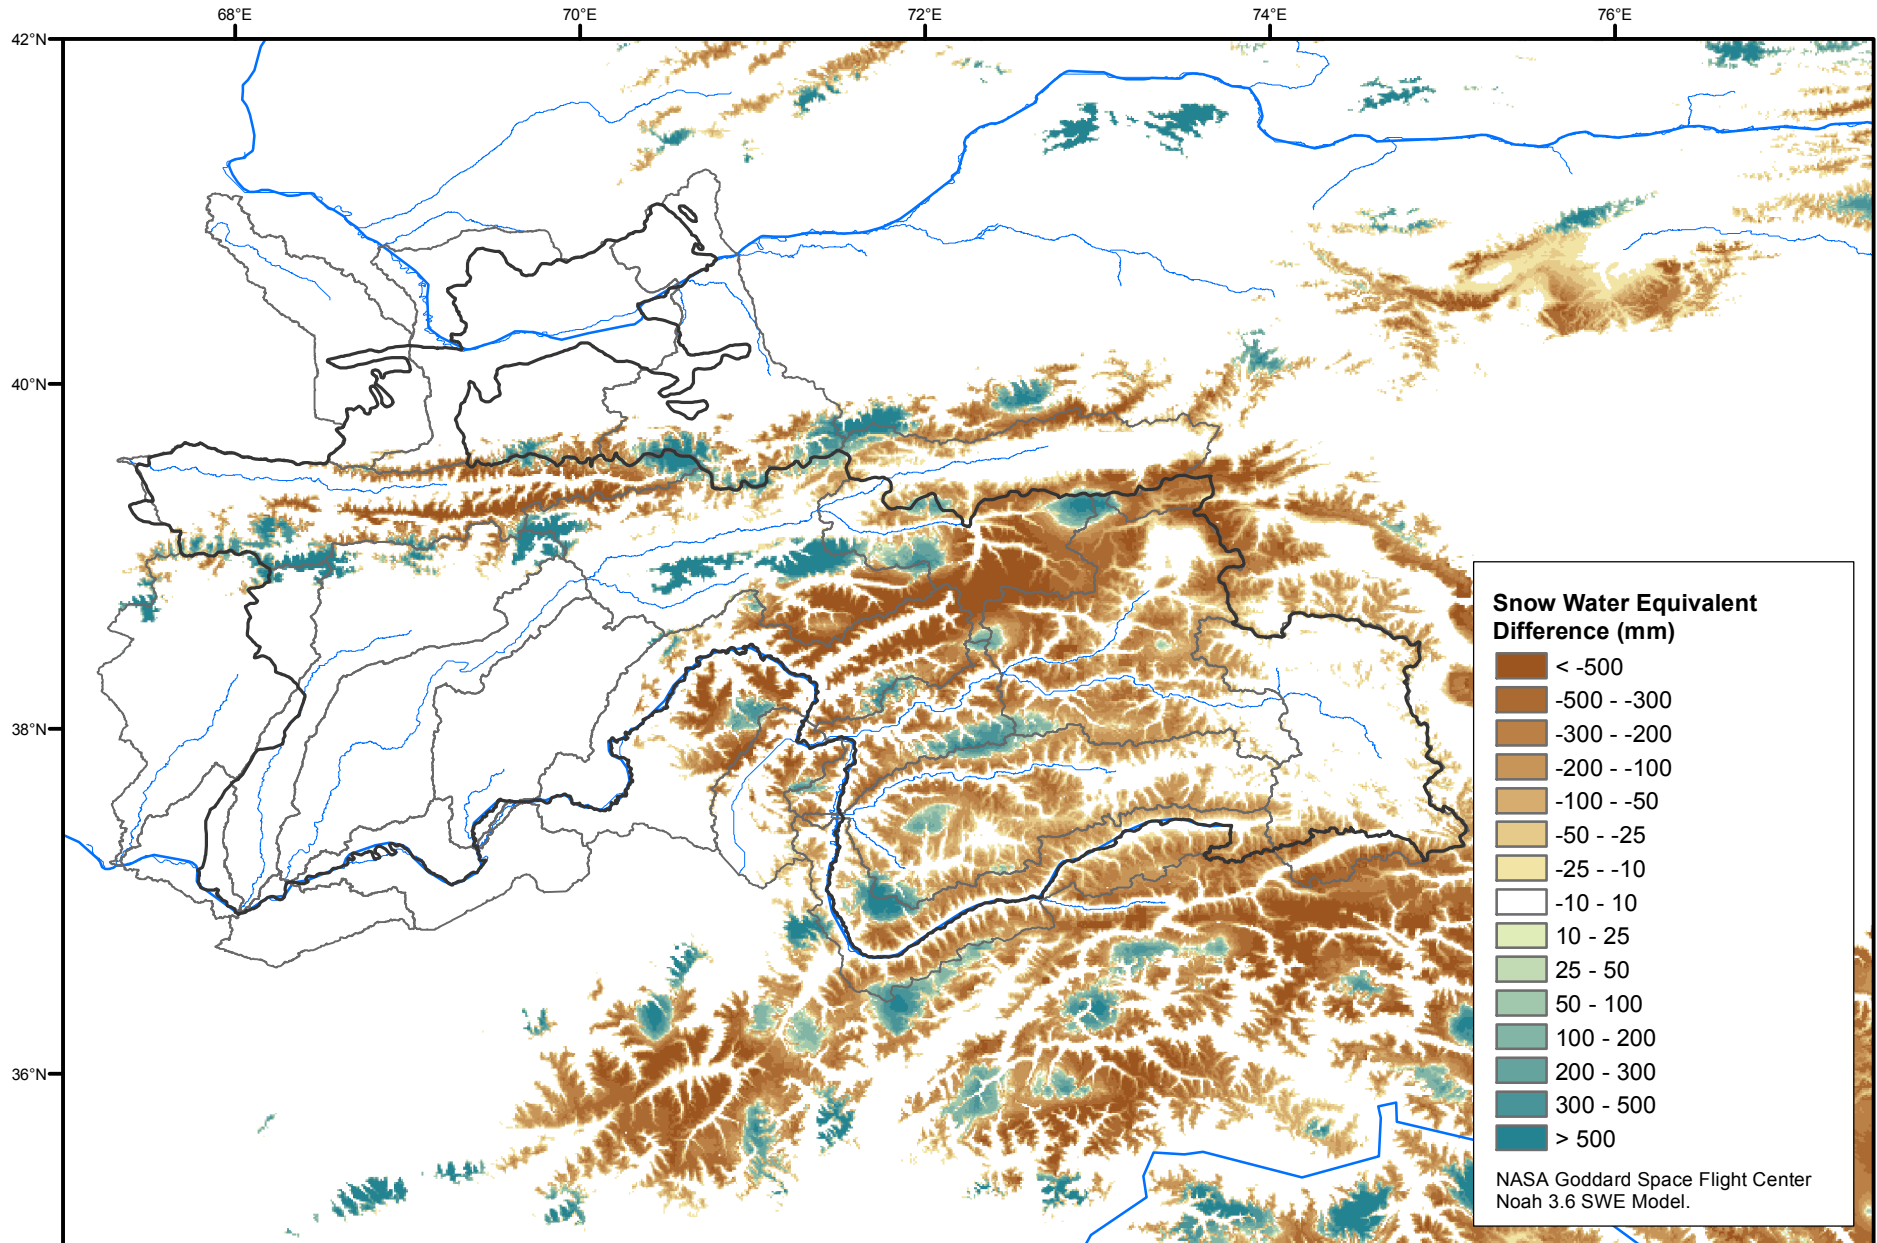 68°E
70°E
72°E
74°E
76°E
42°N
40°N
38°N
36°N
Snow Water Equivalent
Difference (mm)
< -500
-500 - -300
-300 - -200
-200 - -100
-100 - -50
-50 - -25
-25 - -10
-10 - 10
10 - 25
25 - 50
50 - 100
100 - 200
200 - 300
300 - 500
> 500
NASA Goddard Space Flight Center
Noah 3.6 SWE Model.